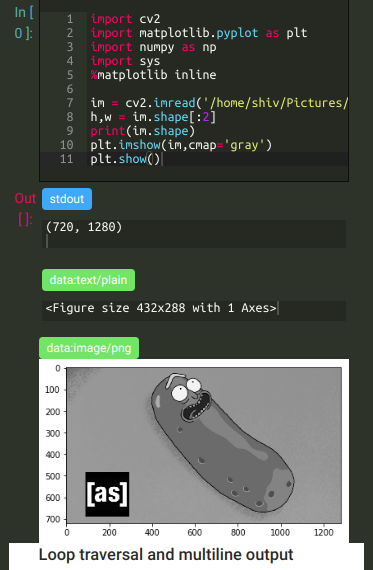 In [
0 ]:
1 import cv2
2 import matplotlib.pyplot as plt
3 import numpy as np
4 import sys
5 %matplotlib inline
6
7 im = cv2.imread('/home/shiv/Pictures/
8 h,w = im.shape[:2]
9 print(im.shape)
10 plt.imshow(im,cmap='gray')
11 plt.show()
Out stdout
[ ]:
(720, 1280)
data:text/plain
<Figure size 432x288 with 1 Axes>
data:image/png
0
100
200
300
400
500
600
700
[as]
0 200 400 600 800 1000 1200
Loop traversal and multiline output